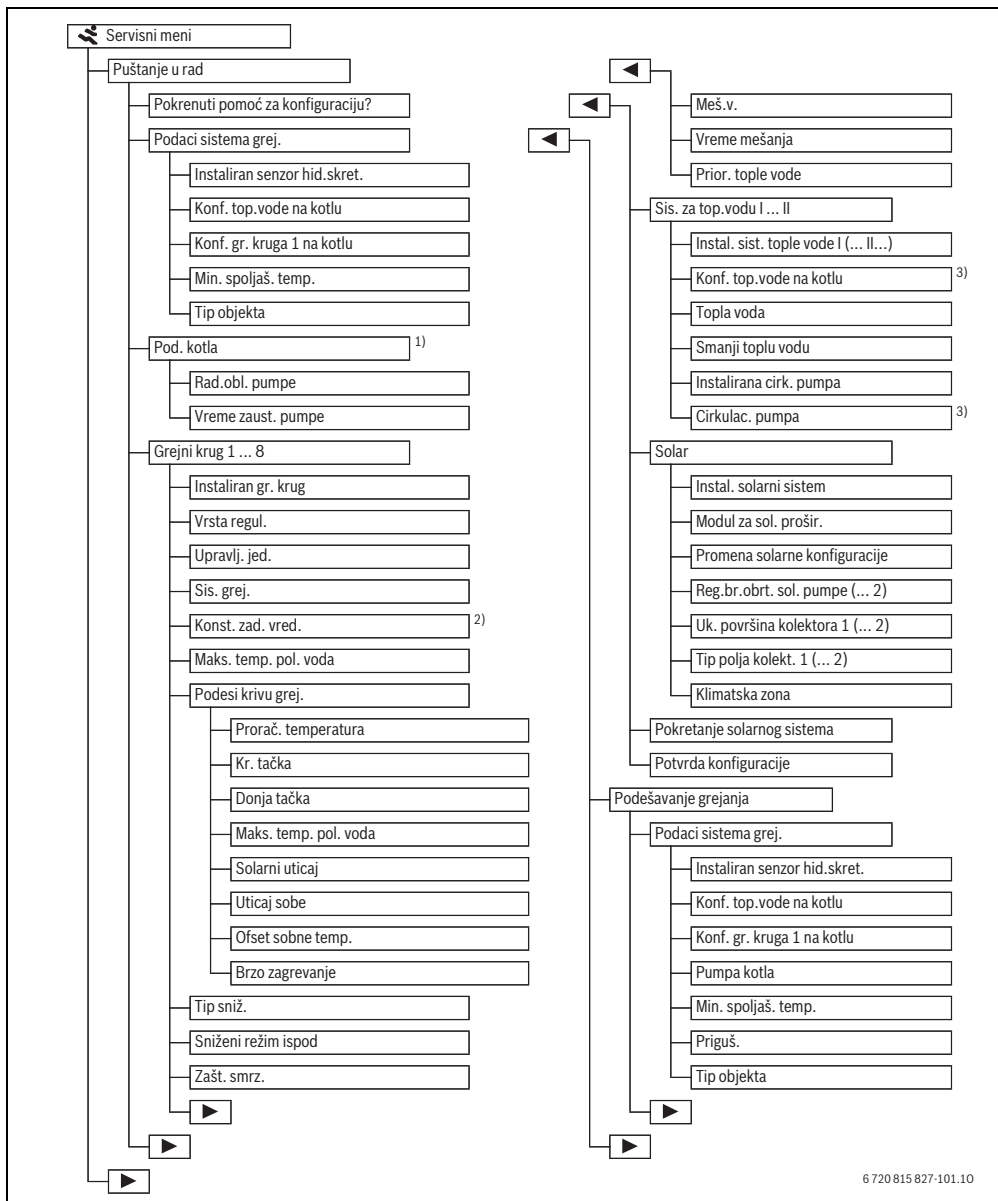 Servisni meni
Puštanje u rad
Pokrenuti pomoć za konfiguraciju?
Podaci sistema grej.
Instaliran senzor hid.skret.
Konf. top.vode na kotlu
Konf. gr. kruga 1 na kotlu
Min. spoljaš. temp.
Tip objekta
Pod. kotla 1)
Rad.obl. pumpe
Vreme zaust. pumpe
Grejni krug 1 ... 8
Instaliran gr. krug
Vrsta regul.
Upravlj. jed.
Sis. grej.
Konst. zad. vred. 2)
Maks. temp. pol. voda
Podesi krivu grej.
Prorač. temperatura
Kr. tačka
Donja tačka
Maks. temp. pol. voda
Solarni uticaj
Uticaj sobe
Ofset sobne temp.
Brzo zagrevanje
Tip sniž.
Sniženi režim ispod
Zašt. smrz.
Meš.v.
Vreme mešanja
Prior. tople vode
Sis. za top.vodu I ... II
Instal. sist. tople vode I (... II...)
Konf. top.vode na kotlu 3)
Topla voda
Smanji toplu vodu
Instalirana cirk. pumpa
Cirkulac. pumpa 3)
Solar
Instal. solarni sistem
Modul za sol. prošir.
Promena solarne konfiguracije
Reg.br.obrt. sol. pumpe (... 2)
Uk. površina kolektora 1 (... 2)
Tip polja kolekt. 1 (... 2)
Klimatska zona
Pokretanje solarnog sistema
Potvrda konfiguracije
Podešavanje grejanja
Podaci sistema grej.
Instaliran senzor hid.skret.
Konf. top.vode na kotlu
Konf. gr. kruga 1 na kotlu
Pumpa kotla
Min. spoljaš. temp.
Priguš.
Tip objekta
6 720 815 827-101.1O